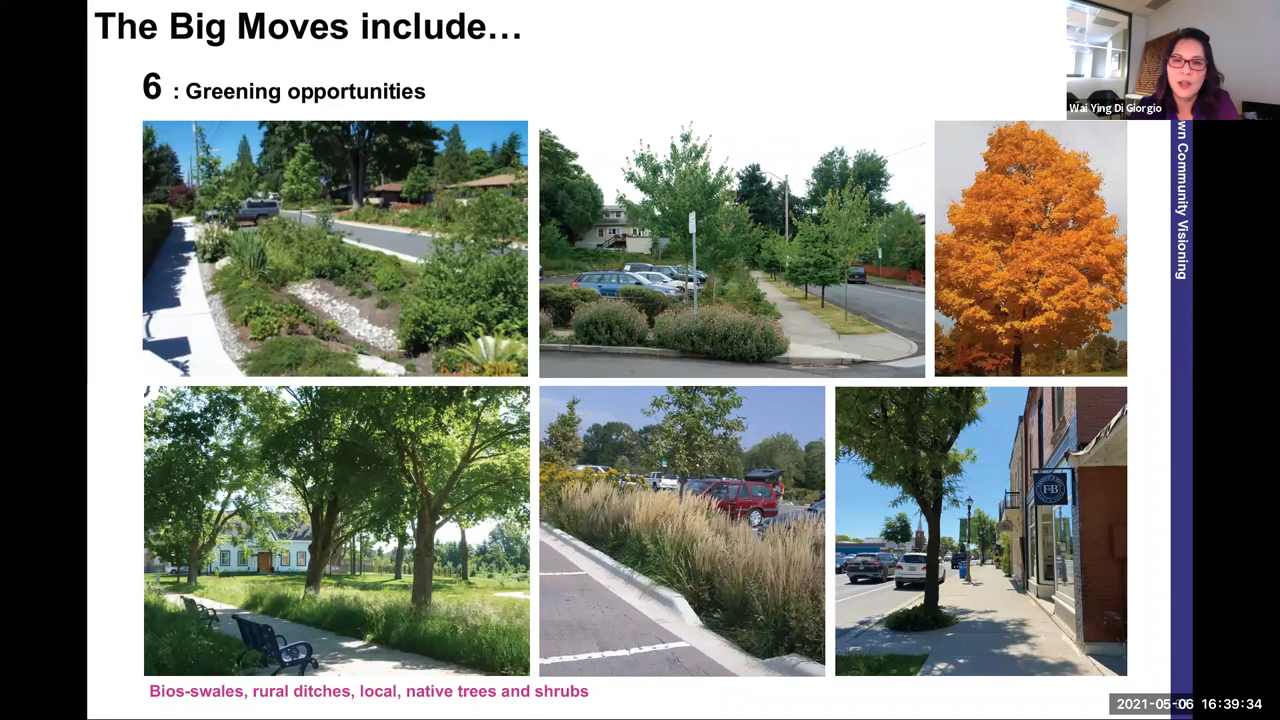 The Big Moves include…
6 : Greening opportunities
Wai Ying Di Giorgio
wn Community Visioning
F&B
Bios-swales, rural ditches, local, native trees and shrubs
2021-05-06 16:39:34